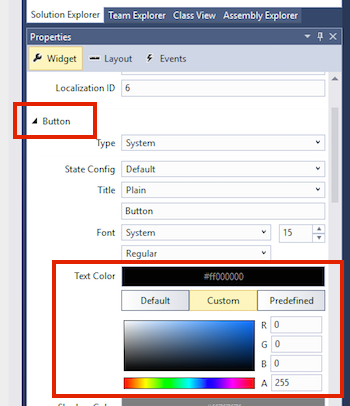 Solution Explorer Team Explorer Class View Assembly Explorer
Properties
Widget Layout Events
Localization ID 6
Button
Type System
State Config Default
Title Plain
Button
Font System 15
Regular
Text Color #ff000000
Default Custom Predefined
R 0
G 0
B 0
A 255